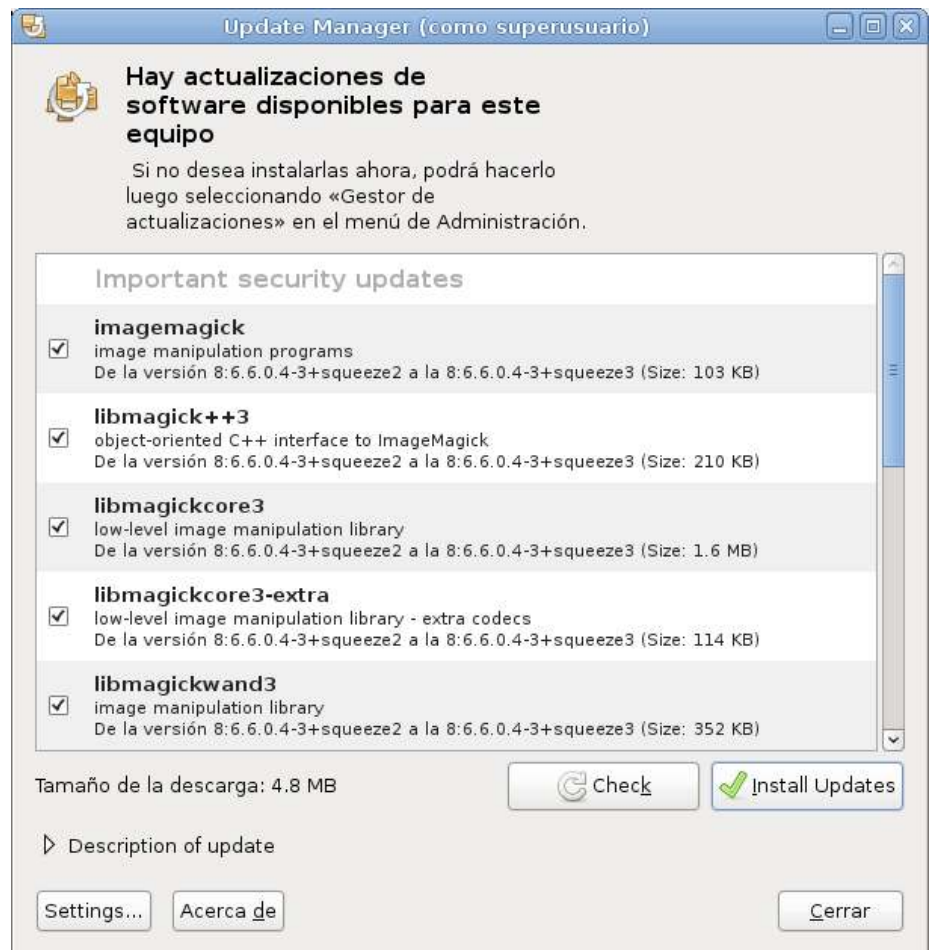 Update Manager (como superusuario)
Hay actualizaciones de
software disponibles para este
equipo
Si no desea instalarlas ahora, podrá hacerlo
luego seleccionando «Gestor de
actualizaciones» en el menú de Administración.
Important security updates
imagemagick
image manipulation programs
De la versión 8:6.6.0.4-3+squeeze2 a la 8:6.6.0.4-3+squeeze3 (Size: 103 KB)
libmagick++3
object-oriented C++ interface to ImageMagick
De la versión 8:6.6.0.4-3+squeeze2 a la 8:6.6.0.4-3+squeeze3 (Size: 210 KB)
libmagickcore3
low-level image manipulation library
De la versión 8:6.6.0.4-3+squeeze2 a la 8:6.6.0.4-3+squeeze3 (Size: 1.6 MB)
libmagickcore3-extra
low-level image manipulation library - extra codecs
De la versión 8:6.6.0.4-3+squeeze2 a la 8:6.6.0.4-3+squeeze3 (Size: 114 KB)
libmagickwand3
image manipulation library
De la versión 8:6.6.0.4-3+squeeze2 a la 8:6.6.0.4-3+squeeze3 (Size: 352 KB)
Tamaño de la descarga: 4.8 MB
Check
Install Updates
Description of update
Settings...
Acerca de
Cerrar